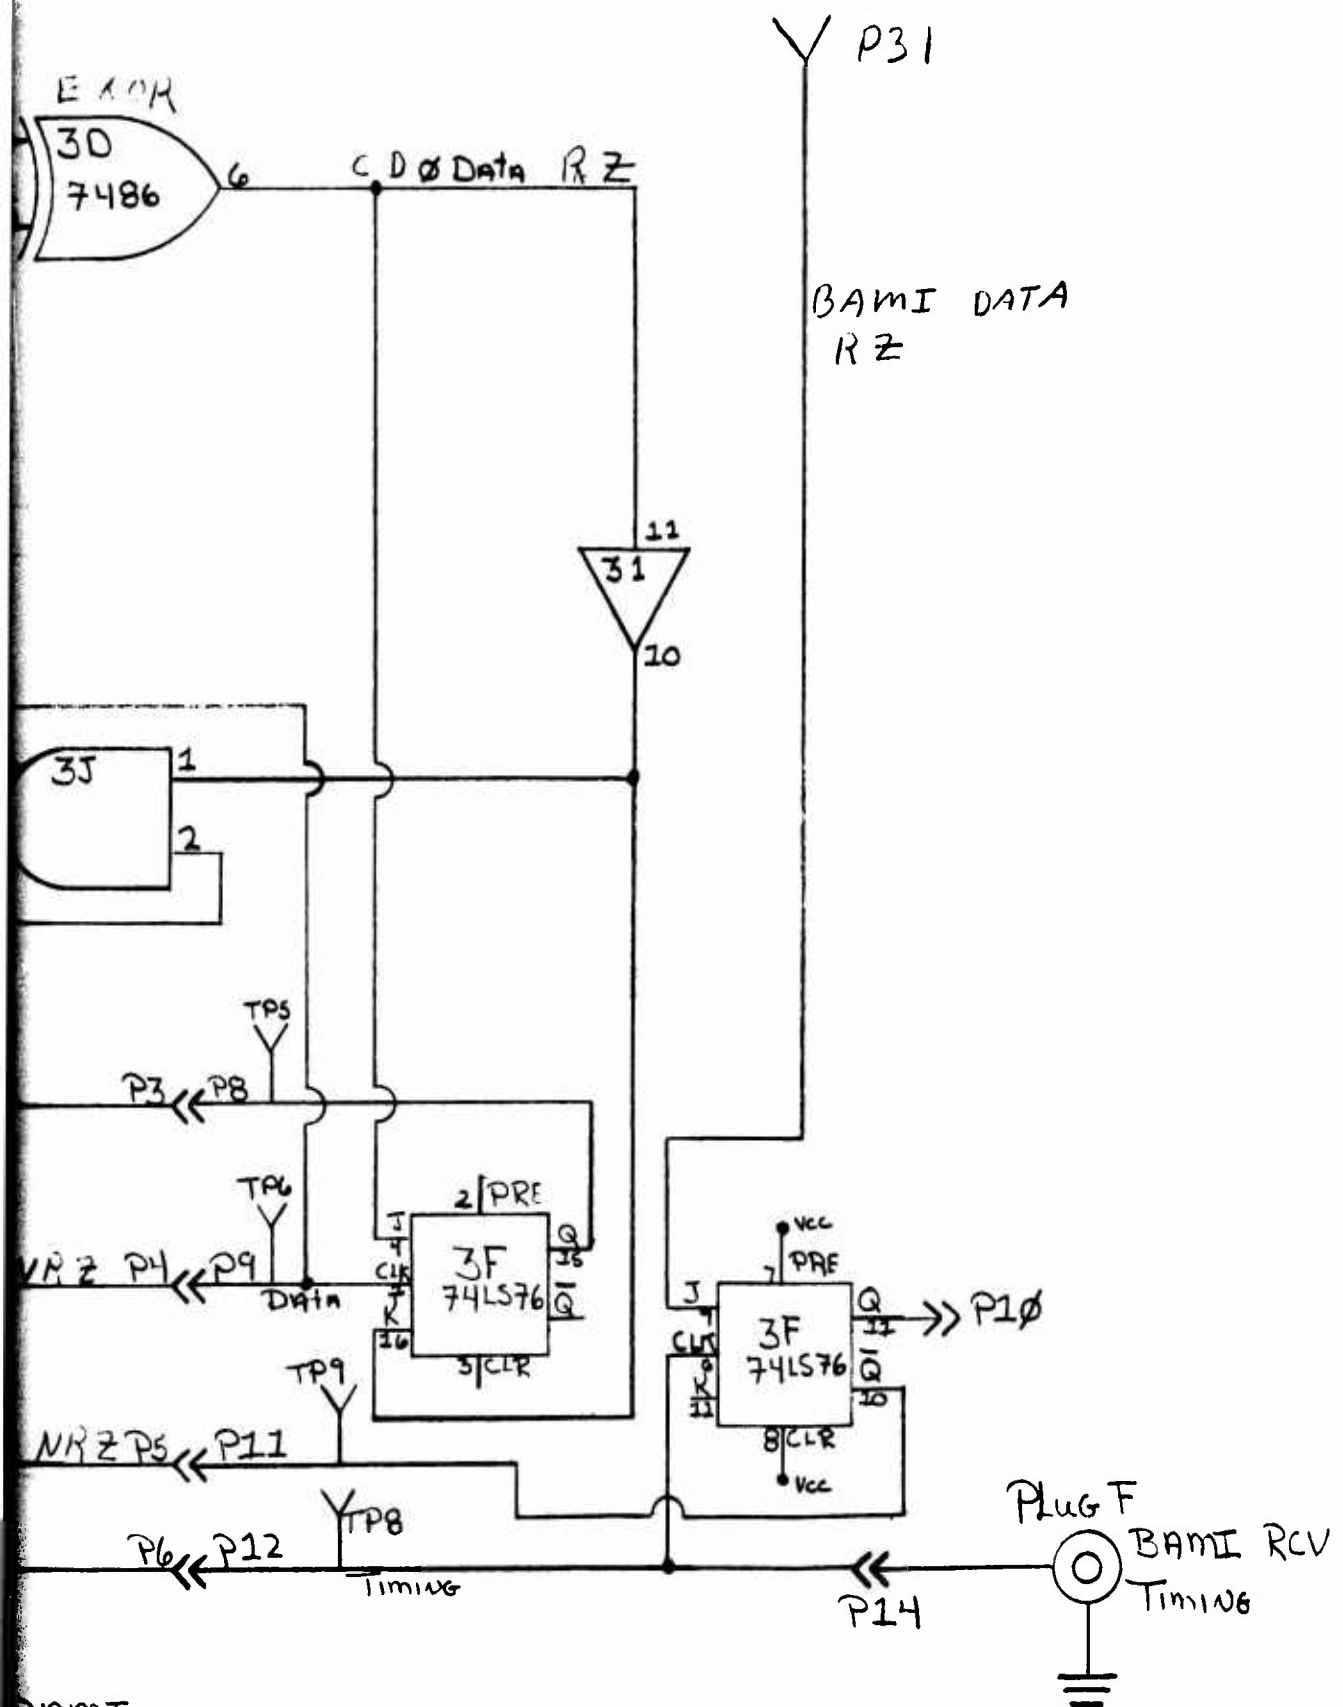 P31
3D
7486
6
C D Ø DATA RZ
BAMI DATA
RZ
11
31
10
3J
1
2
TP5
P3
P8
TP6
NRZ P4
P9
DATA
2
PRE
J
4
CLK
1
K
16
3F
74LS76
Q
15
Q̅
3
CLR
TP9
NRZ P5
P11
TP8
P6
P12
TIMING
VCC
7
PRE
J
CLK
6
K
11
3F
74LS76
Q
11
Q̅
10
P1Ø
8
CLR
VCC
PLUG F
BAMI RCV
TIMING
P14